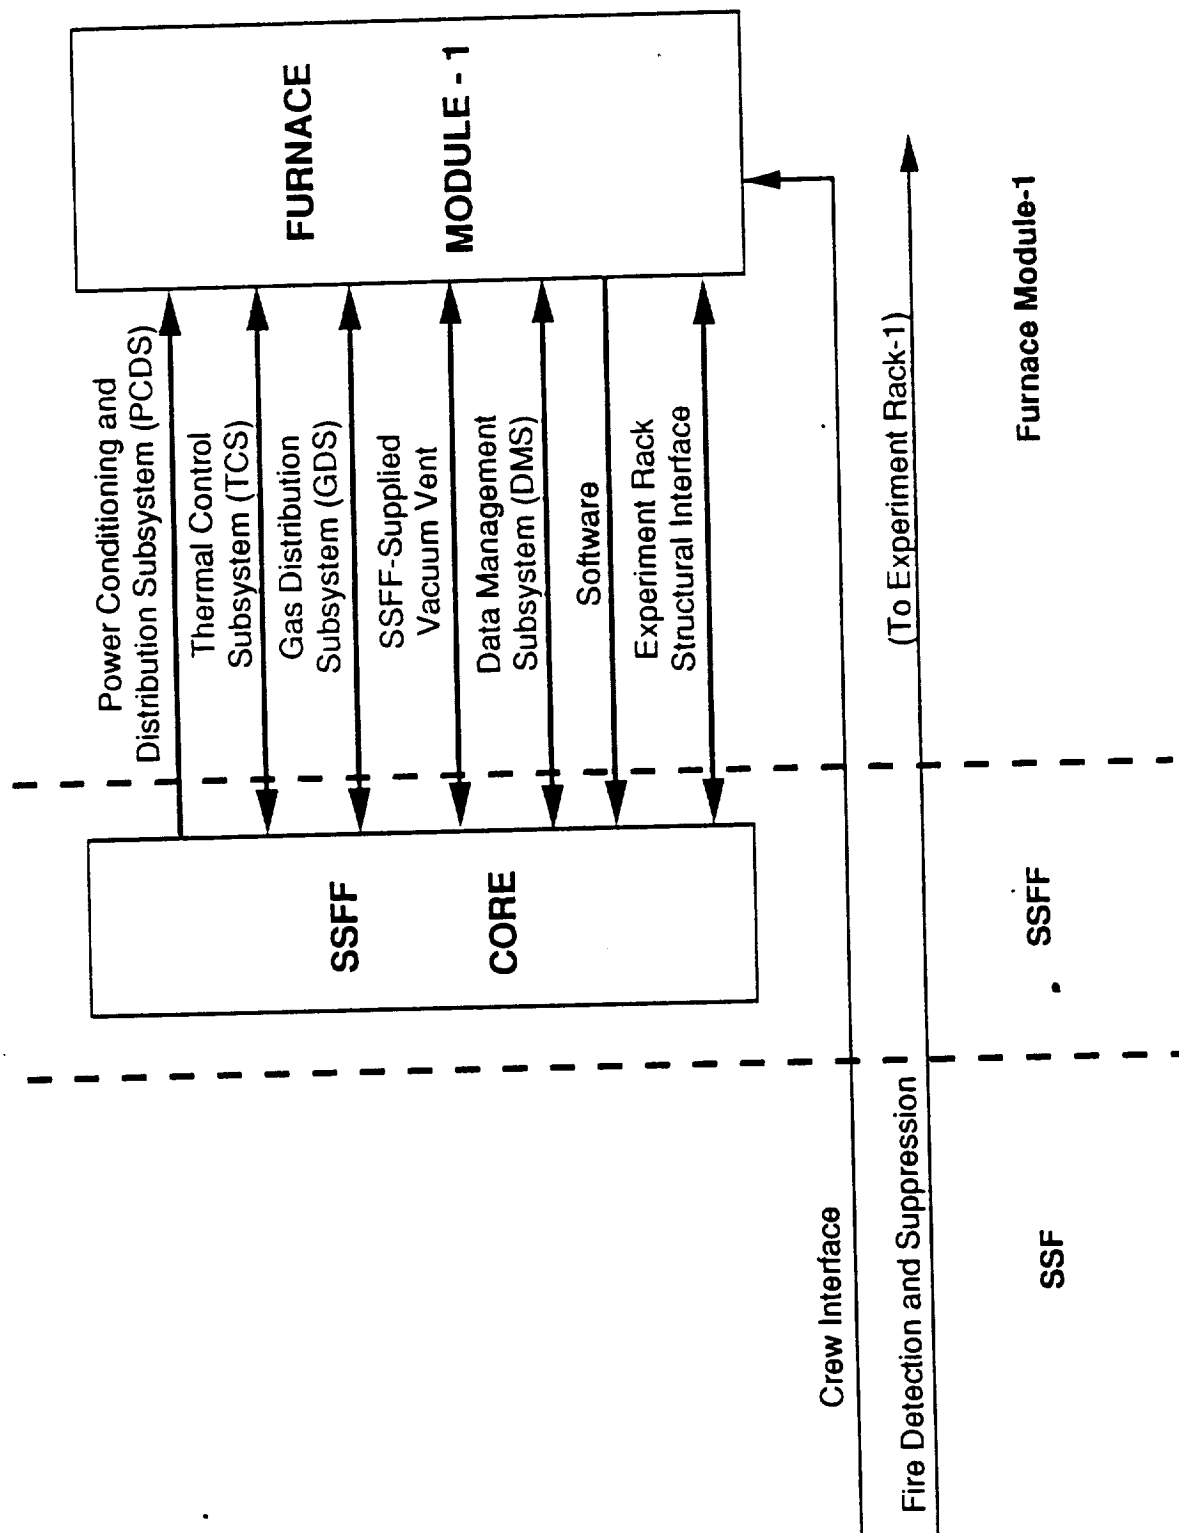 SSFF
CORE
Power Conditioning and
Distribution Subsystem (PCDS)
Thermal Control
Subsystem (TCS)
Gas Distribution
Subsystem (GDS)
SSFF-Supplied
Vacuum Vent
Data Management
Subsystem (DMS)
Software
Experiment Rack
Structural Interface
FURNACE
MODULE - 1
Crew Interface
Fire Detection and Suppression
(To Experiment Rack-1)
SSF
SSFF
Furnace Module-1